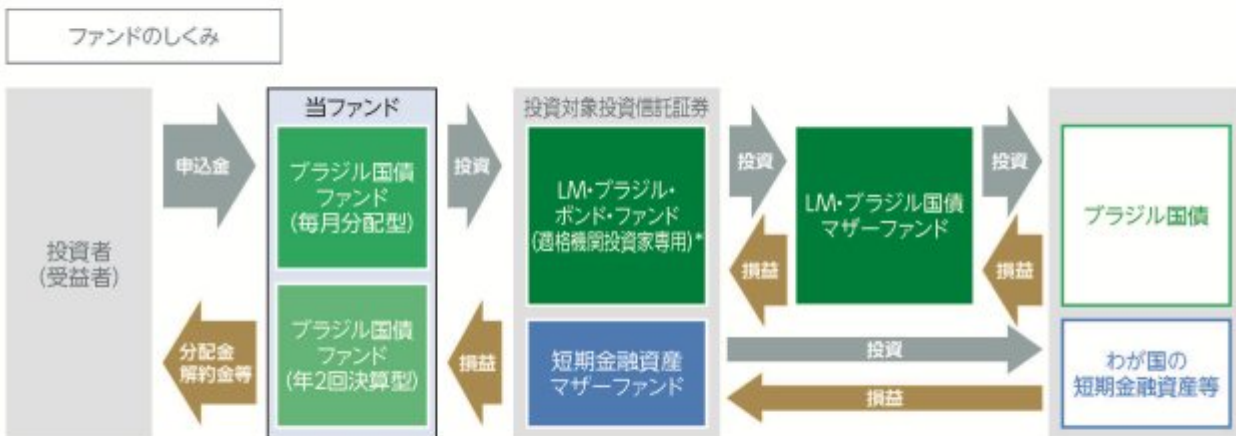 ファンドのしくみ
投資者
(受益者)
申込金
分配金
解約金等
当ファンド
ブラジル国債
ファンド
(毎月分配型)
ブラジル国債
ファンド
(年2回決算型)
投資
損益
投資対象投資信託証券
LM・ブラジル・
ボンド・ファンド
(適格機関投資家専用)*
短期金融資産
マザーファンド
投資
損益
LM・ブラジル国債
マザーファンド
投資
損益
投資
損益
ブラジル国債
わが国の
短期金融資産等